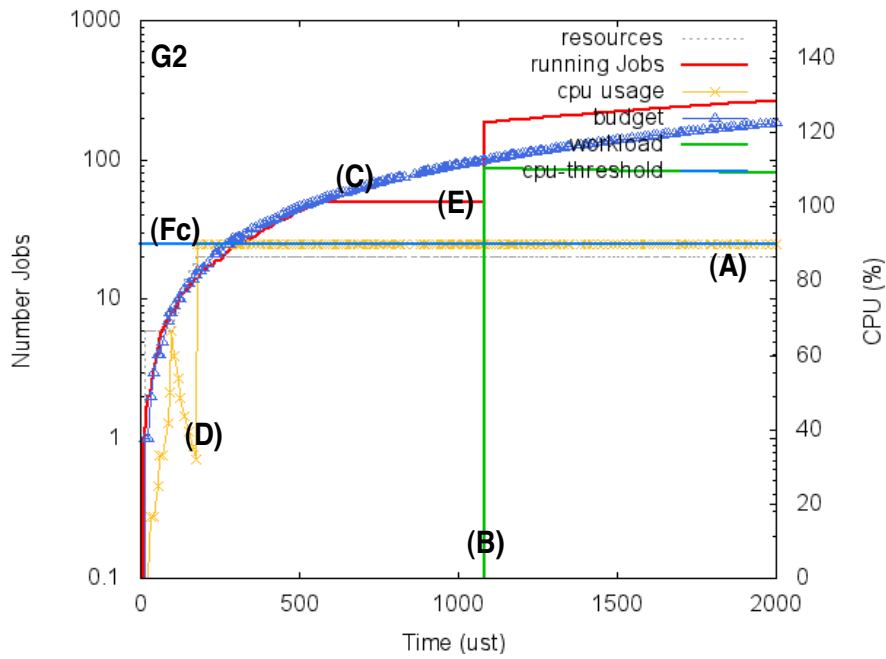 G2
resources
running Jobs
cpu usage
budget
workload
cpu-threshold
(C)
(E)
(Fc)
(A)
(D)
(B)
1000
100
10
1
0.1
Number Jobs
140
120
100
80
60
40
20
0
CPU (%)
0
500
1000
1500
2000
Time (ust)